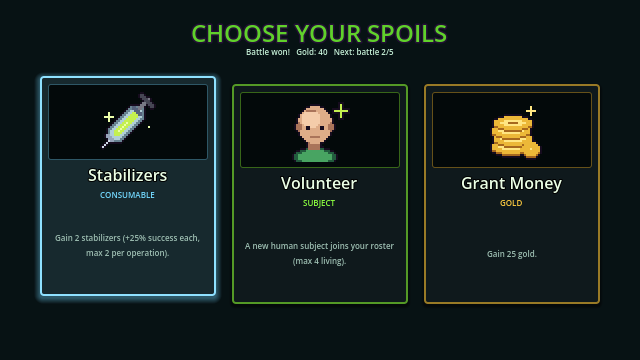 CHOOSE YOUR SPOILS
Battle won!   Gold: 40   Next: battle 2/5
Stabilizers
CONSUMABLE
Gain 2 stabilizers (+25% success each,
max 2 per operation).
Volunteer
SUBJECT
A new human subject joins your roster
(max 4 living).
Grant Money
GOLD
Gain 25 gold.